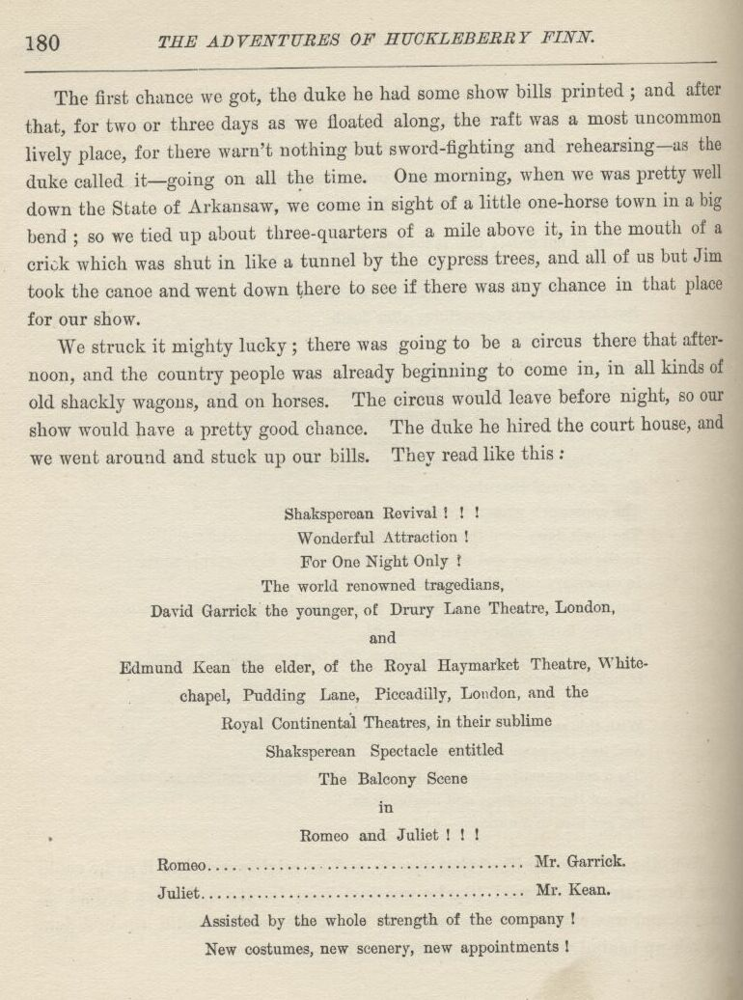 180 THE ADVENTURES OF HUCKLEBERRY FINN.
The first chance we got, the duke he had some show bills printed ; and after
that, for two or three days as we floated along, the raft was a most uncommon
lively place, for there warn't nothing but sword-fighting and rehearsing—as the
duke called it—going on all the time. One morning, when we was pretty well
down the State of Arkansaw, we come in sight of a little one-horse town in a big
bend ; so we tied up about three-quarters of a mile above it, in the mouth of a
crick which was shut in like a tunnel by the cypress trees, and all of us but Jim
took the canoe and went down there to see if there was any chance in that place
for our show.
We struck it mighty lucky ; there was going to be a circus there that after-
noon, and the country people was already beginning to come in, in all kinds of
old shackly wagons, and on horses. The circus would leave before night, so our
show would have a pretty good chance. The duke he hired the court house, and
we went around and stuck up our bills. They read like this :
Shaksperean Revival ! ! !
Wonderful Attraction !
For One Night Only !
The world renowned tragedians,
David Garrick the younger, of Drury Lane Theatre, London,
and
Edmund Kean the elder, of the Royal Haymarket Theatre, White-
chapel, Pudding Lane, Piccadilly, London, and the
Royal Continental Theatres, in their sublime
Shaksperean Spectacle entitled
The Balcony Scene
in
Romeo and Juliet ! ! !
Romeo........................................ Mr. Garrick.
Juliet......................................... Mr. Kean.
Assisted by the whole strength of the company !
New costumes, new scenery, new appointments !